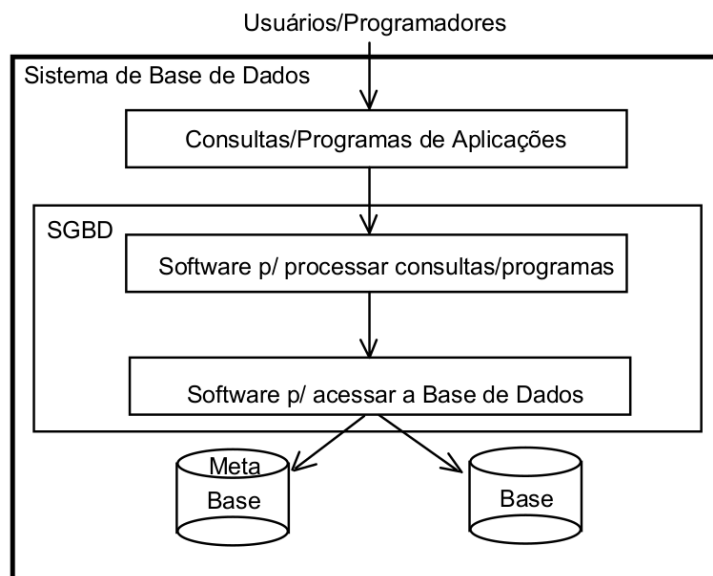 Usuários/Programadores
Sistema de Base de Dados
Consultas/Programas de Aplicações
SGBD
Software p/ processar consultas/programas
Software p/ acessar a Base de Dados
Meta
Base
Base